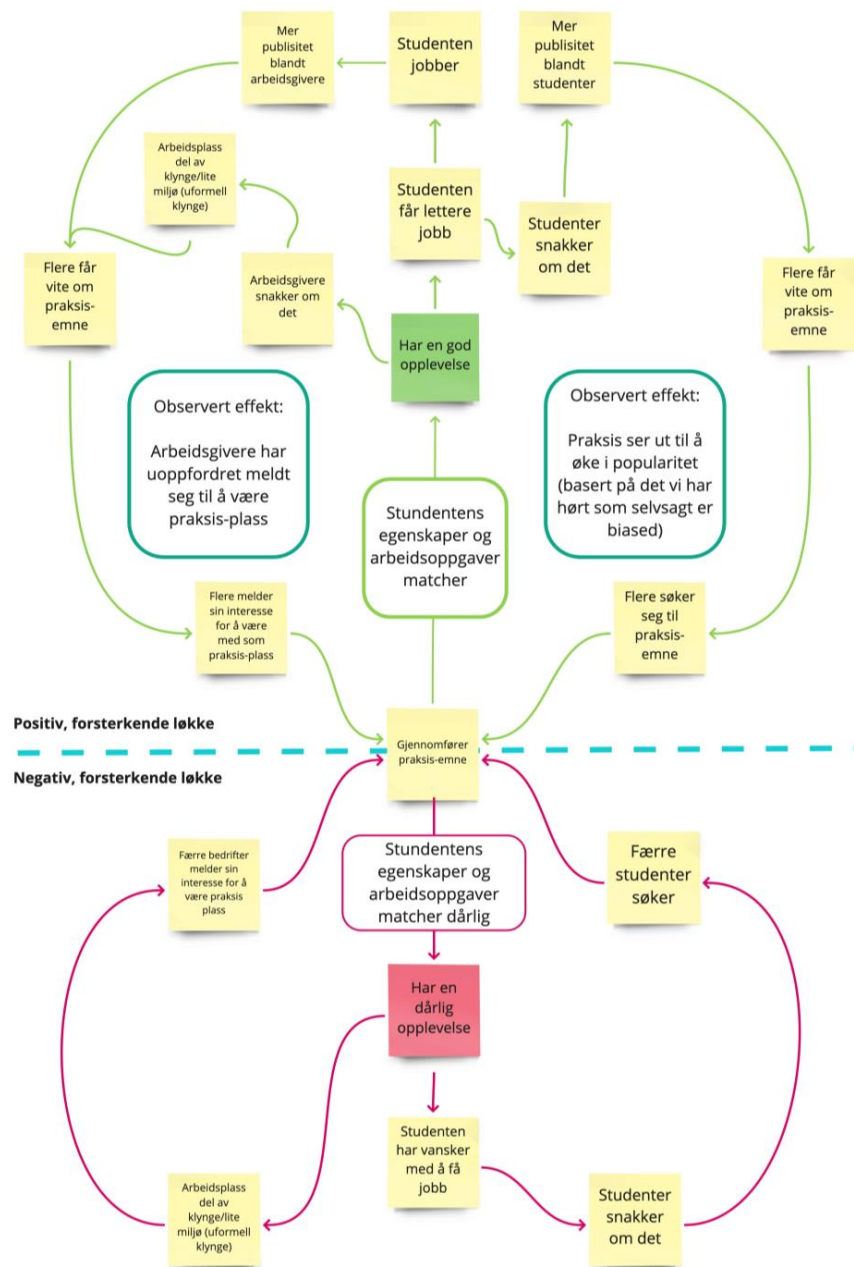 Mer
publisitet
blandt
arbeidsgivere
Studenten
jobber
Mer
publisitet
blandt
studenter
Arbeidsplass
del av
klynge/lite
miljø (uformell
klynge)
Studenten
får lettere
jobb
Studenter
snakker
om det
Flere får
vite om
praksis-
emne
Arbeidsgivere
snakker om
det
Flere får
vite om
praksis-
emne
Har en god
opplevelse
Observert effekt:
Arbeidsgivere har
uoppfordret meldt
seg til å være
praksis-plass
Observert effekt:
Praksis ser ut til å
øke i popularitet
(basert på det vi har
hørt som selvsagt er
biased)
Stundentens
egenskaper og
arbeidsoppgaver
matcher
Flere melder
sin interesse
for å være
med som
praksis-plass
Flere søker
seg til
praksis-
emne
Positiv, forsterkende løkke
Gjennomfører
praksis-emne
Negativ, forsterkende løkke
Færre bedrifter
melder sin
interesse for å
være praksis
plass
Stundentens
egenskaper og
arbeidsoppgaver
matcher dårlig
Færre
studenter
søker
Har en
dårlig
opplevelse
Studenten
har vansker
med å få
jobb
Arbeidsplass
del av
klynge/lite
miljø (uformell
klynge)
Studenter
snakker
om det